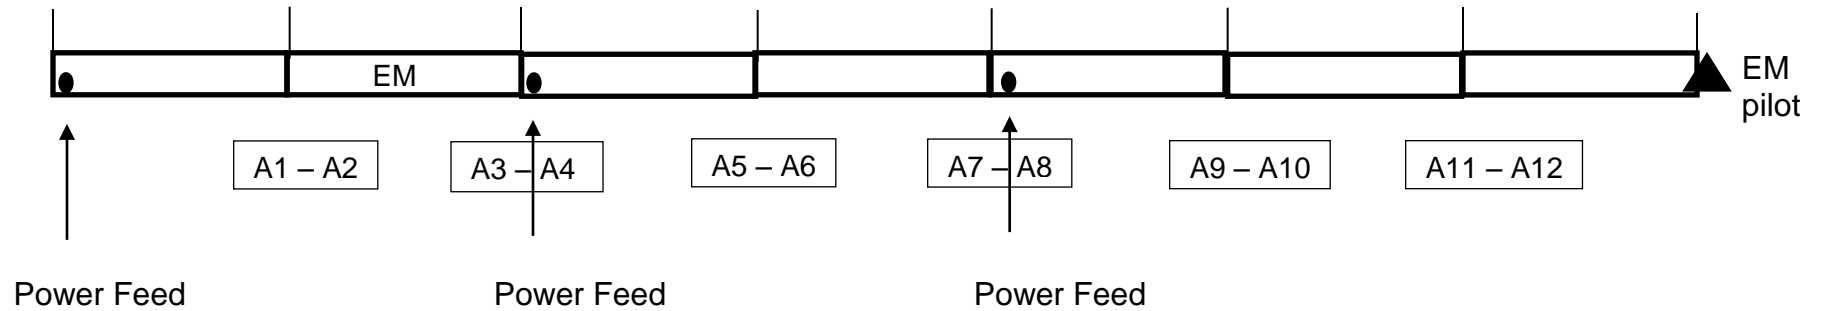 EM
EM
pilot
A1 – A2
A3 – A4
A5 – A6
A7 – A8
A9 – A10
A11 – A12
Power Feed
Power Feed
Power Feed